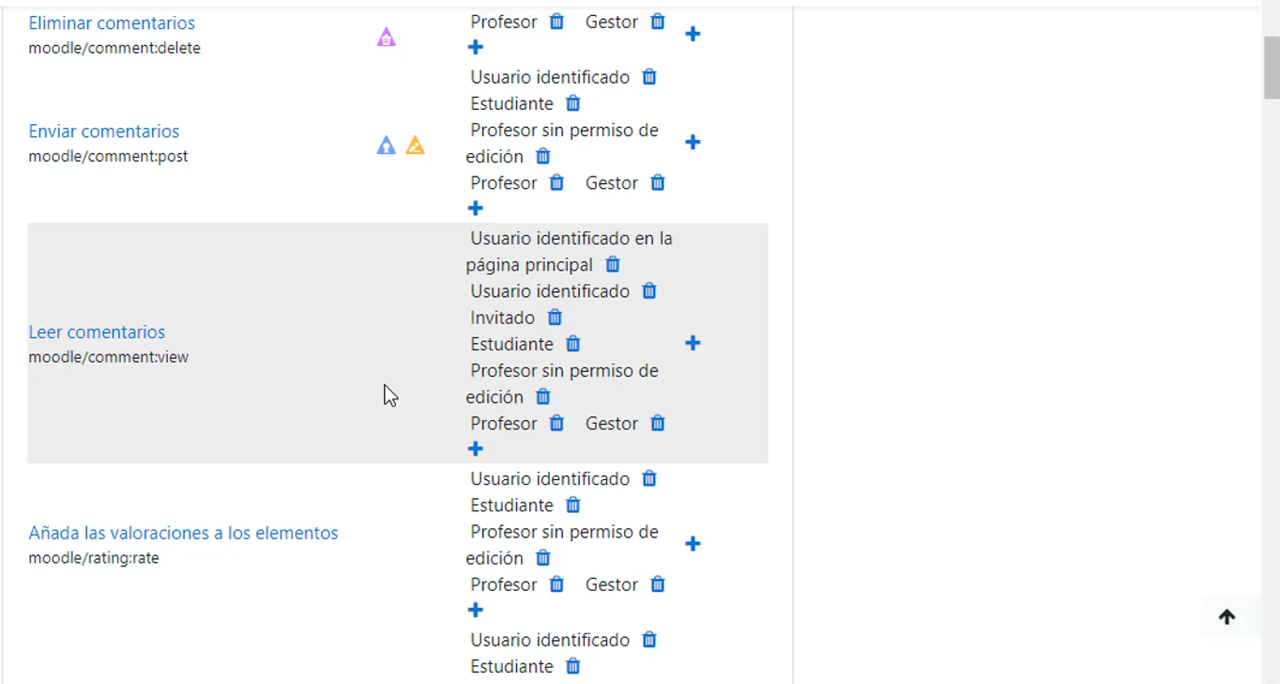 Eliminar comentarios
moodle/comment:delete
Profesor Gestor
Enviar comentarios
moodle/comment:post
Usuario identificado
Estudiante
Profesor sin permiso de
edición
Profesor Gestor
Leer comentarios
moodle/comment:view
Usuario identificado en la
página principal
Usuario identificado
Invitado
Estudiante
Profesor sin permiso de
edición
Profesor Gestor
Añada las valoraciones a los elementos
moodle/rating:rate
Usuario identificado
Estudiante
Profesor sin permiso de
edición
Profesor Gestor
Usuario identificado
Estudiante